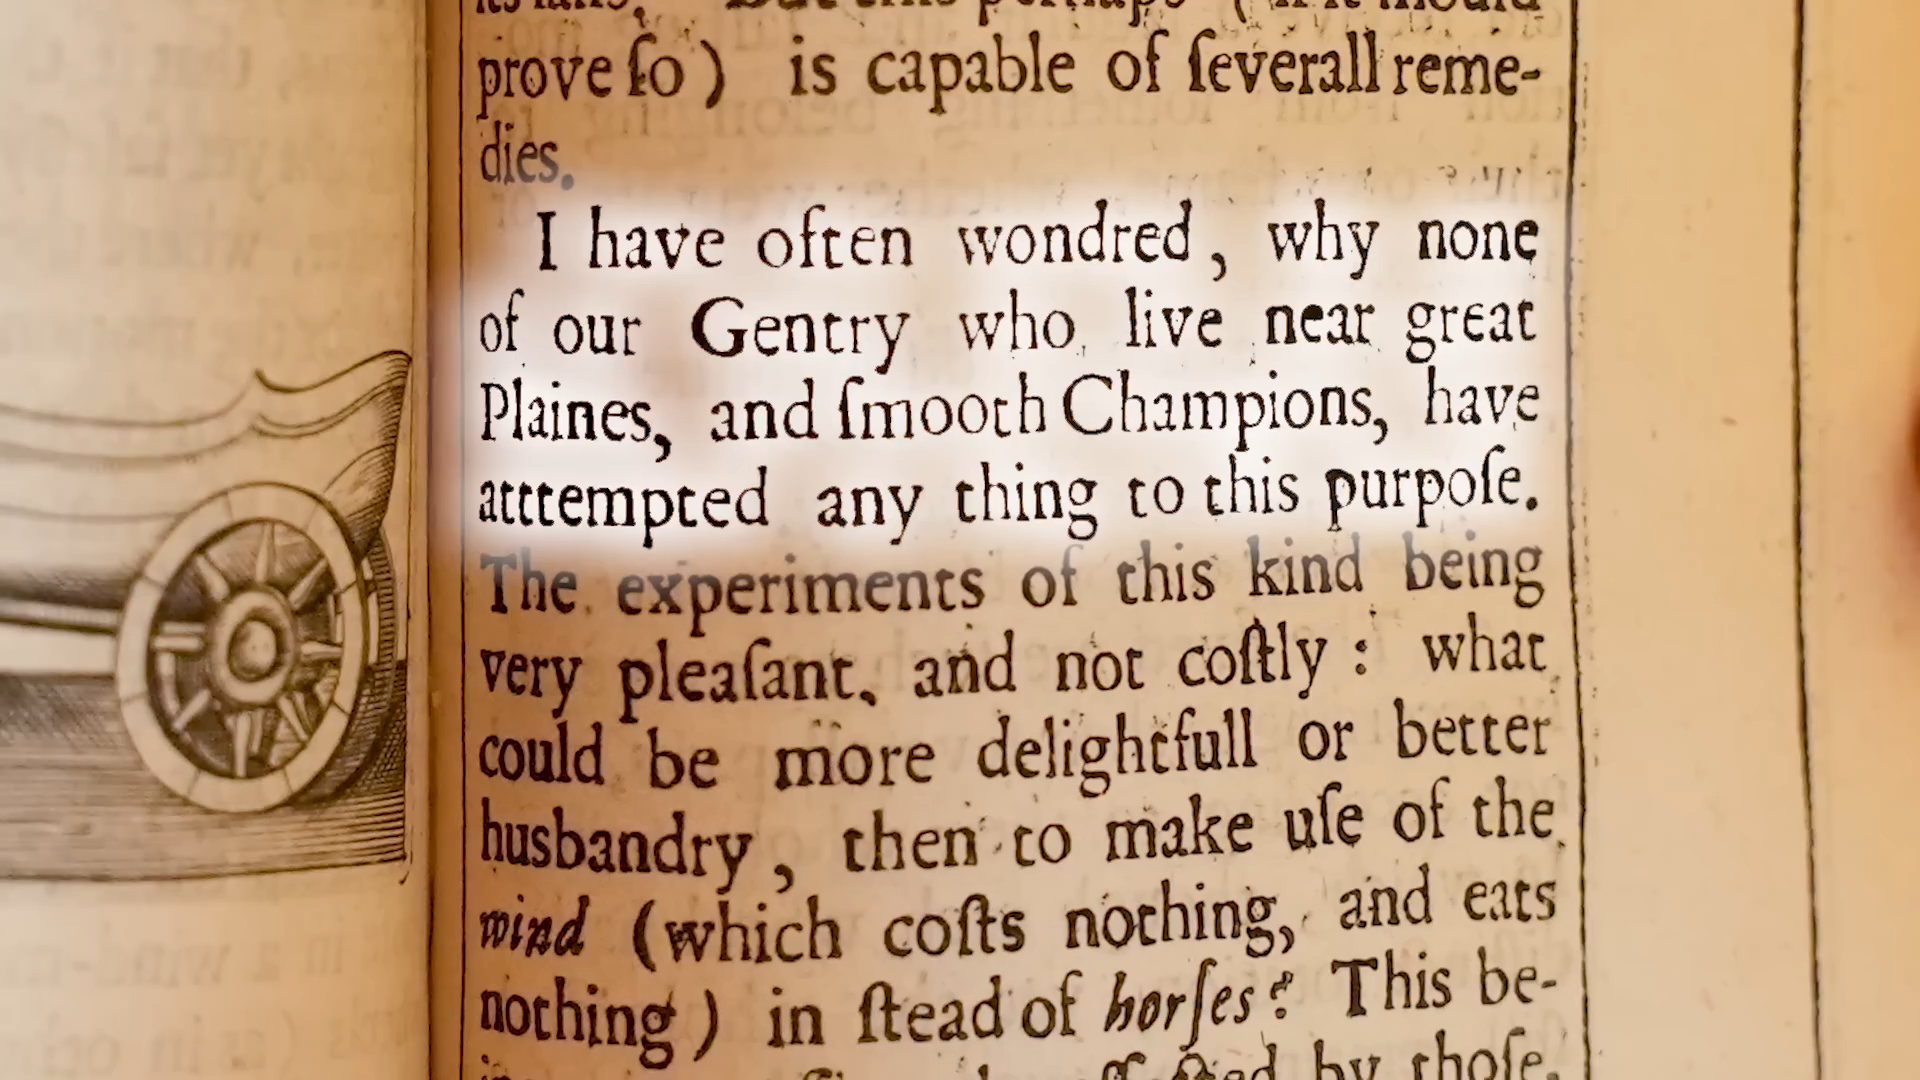 prove ſo) is capable of ſeverall reme-
dies.
I have often wondred, why none
of our Gentry who live near great
Plaines, and ſmooth Champions, have
atttempted any thing to this purpoſe.
The experiments of this kind being
very pleaſant, and not coſtly: what
could be more delightfull or better
husbandry, then to make uſe of the
wind (which coſts nothing, and eats
nothing) in ſtead of horſes? This be-
by thoſe,